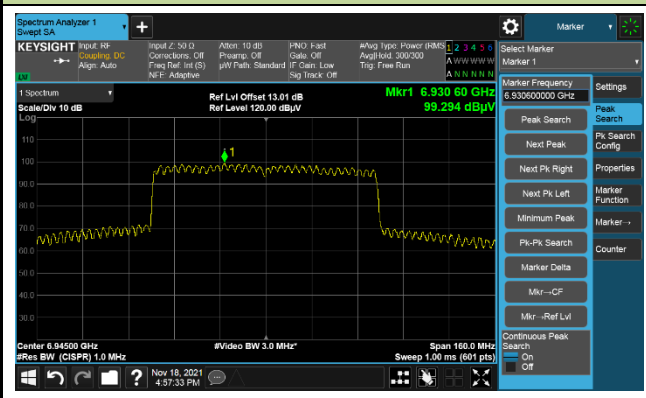 Spectrum Analyzer 1
Swept SA
+
Marker
KEYSIGHT Input: RF Input Z: 50 Ω Atten: 10 dB PNO: Fast #Avg Type: Power (RMS 1 2 3 4 5 6
Coupling: DC Corrections: Off Preamp: Off Gate: Off Avg|Hold: 300/300
Align: Auto Freq Ref: Int (S) µW Path: Standard IF Gain: Low Trig: Free Run A W W W W W
NFE: Adaptive Sig Track: Off A N N N N N
LV
Select Marker
Marker 1
1 Spectrum
Scale/Div 10 dB
Log
Ref Lvl Offset 13.01 dB
Ref Level 120.00 dBµV
Mkr1 6.930 60 GHz
99.294 dBµV
110
100
90.0
80.0
70.0
60.0
50.0
40.0
30.0
1
Center 6.94500 GHz #Video BW 3.0 MHz* Span 160.0 MHz
#Res BW (CISPR) 1.0 MHz Sweep 1.00 ms (601 pts)
Marker Frequency
6.930600000 GHz
Peak Search
Next Peak
Next Pk Right
Next Pk Left
Minimum Peak
Pk-Pk Search
Marker Delta
Mkr→CF
Mkr→Ref Lvl
Continuous Peak
Search
On
Off
Settings
Peak
Search
Pk Search
Config
Properties
Marker
Function
Marker→
Counter
?
Nov 18, 2021
4:57:33 PM